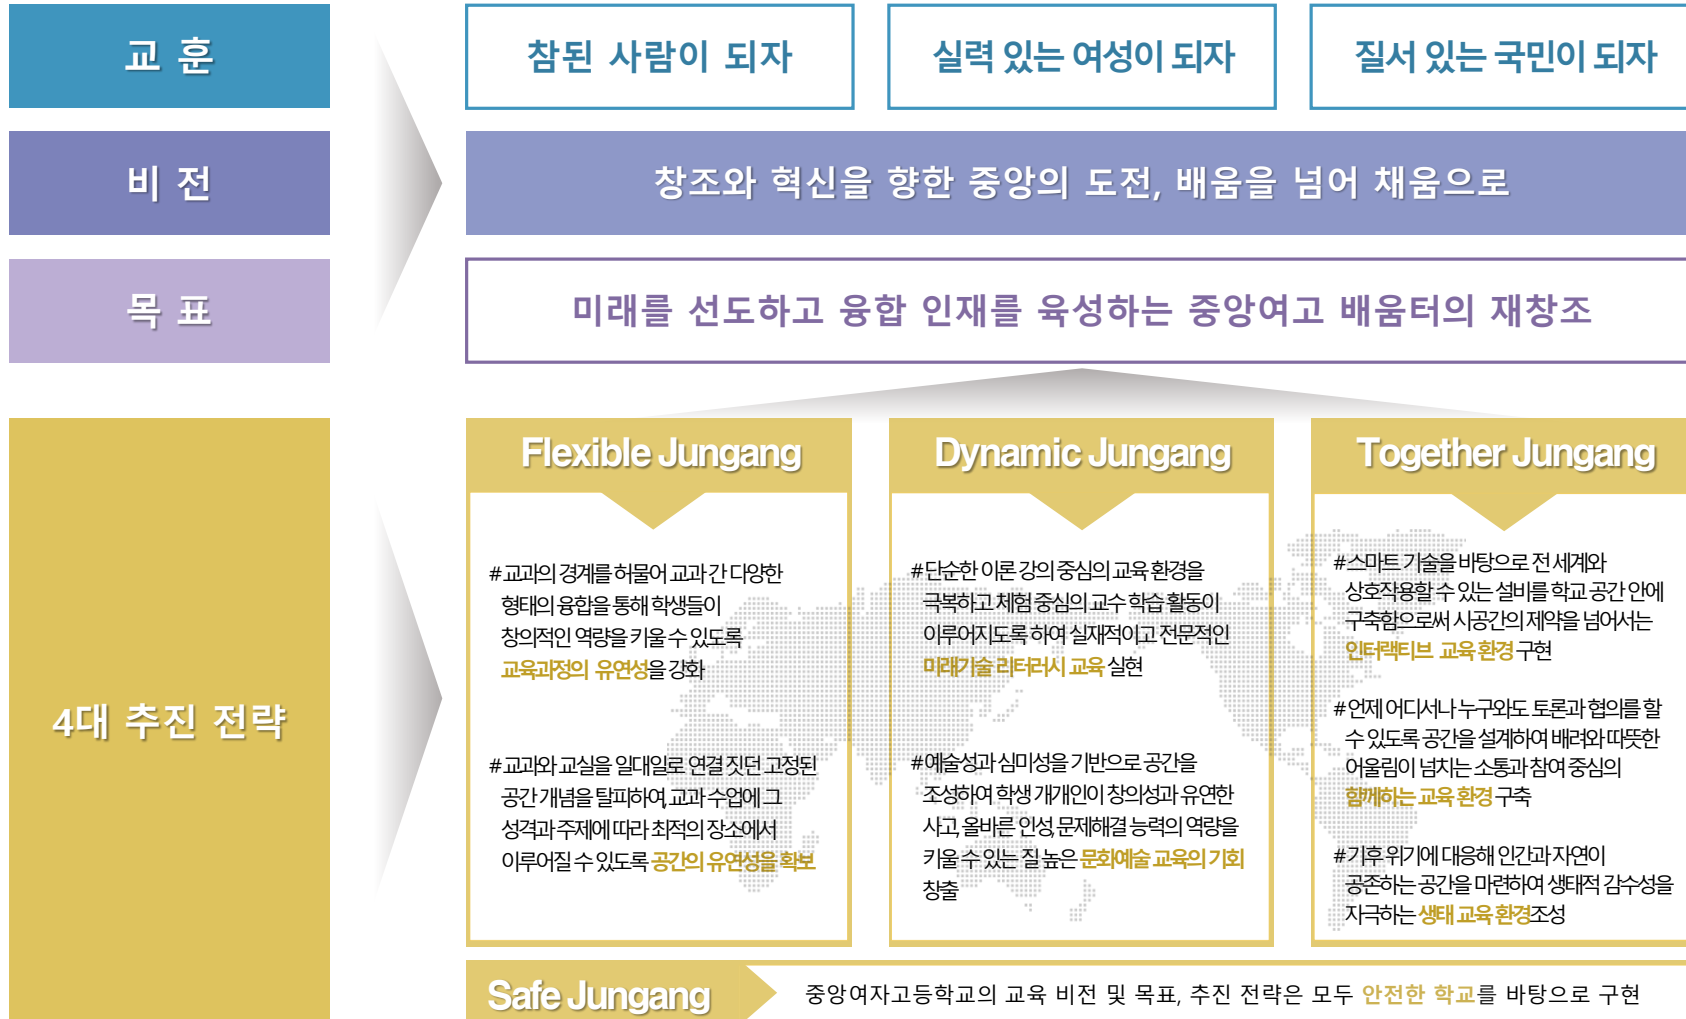 교 훈
참된 사람이 되자
실력 있는 여성이 되자
질서 있는 국민이 되자
비 전
창조와 혁신을 향한 중앙의 도전, 배움을 넘어 채움으로
목 표
미래를 선도하고 융합 인재를 육성하는 중앙여고 배움터의 재창조
4대 추진 전략
Flexible Jungang
#교과의 경계를 허물어 교과 간 다양한
형태의 융합을 통해 학생들이
창의적인 역량을 키울 수 있도록
교육과정의 유연성을 강화
#교과와 교실을 일대일로 연결 짓던 고정된
공간 개념을 탈피하여, 교과 수업에 그
성격과 주제에 따라 최적의 장소에서
이루어질 수 있도록 공간의 유연성을 확보
Dynamic Jungang
#단순한 이론 강의 중심의 교육 환경을
극복하고 체험 중심의 교수 학습 활동이
이루어지도록 하여 실재적이고 전문적인
미래기술 리터러시 교육 실현
#예술성과 심미성을 기반으로 공간을
조성하여 학생 개개인이 창의성과 유연한
사고, 올바른 인성, 문제해결 능력의 역량을
키울 수 있는 질 높은 문화예술 교육의 기회
창출
Together Jungang
#스마트 기술을 바탕으로 전 세계와
상호작용할 수 있는 설비를 학교 공간 안에
구축함으로써 시공간의 제약을 넘어서는
인터랙티브 교육 환경 구현
#언제 어디서나 누구와도 토론과 협의를 할
수 있도록 공간을 설계하여 배려와 따뜻한
어울림이 넘치는 소통과 참여 중심의
함께하는 교육 환경 구축
#기후 위기에 대응해 인간과 자연이
공존하는 공간을 마련하여 생태적 감수성을
자극하는 생태 교육 환경조성
Safe Jungang
중앙여자고등학교의 교육 비전 및 목표, 추진 전략은 모두 안전한 학교를 바탕으로 구현